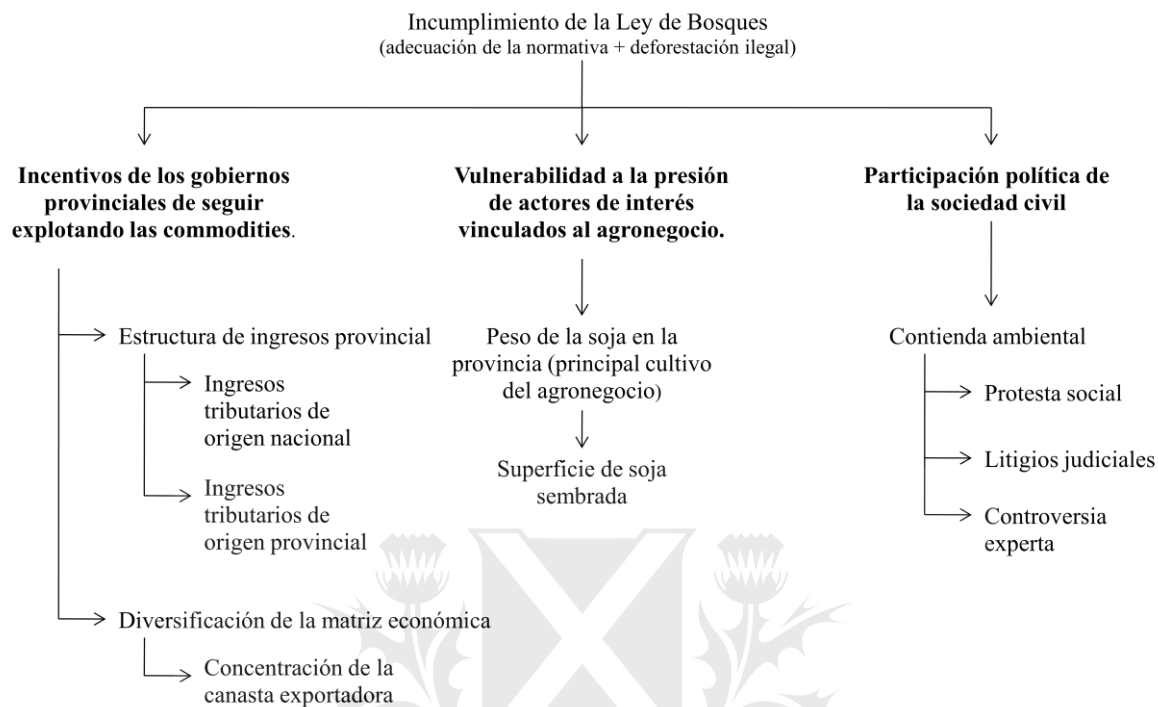 Incumplimiento de la Ley de Bosques
(adecuación de la normativa + deforestación ilegal)
Incentivos de los gobiernos
provinciales de seguir
explotando las commodities.
Estructura de ingresos provincial
Ingresos
tributarios de
origen nacional
Ingresos
tributarios de
origen provincial
Diversificación de la matriz económica
Concentración de la
canasta exportadora
Vulnerabilidad a la presión
de actores de interés
vinculados al agronegocio.
Peso de la soja en la
provincia (principal cultivo
del agronegocio)
Superficie de soja
sembrada
Participación política de
la sociedad civil
Contienda ambiental
Protesta social
Litigios judiciales
Controversia
experta